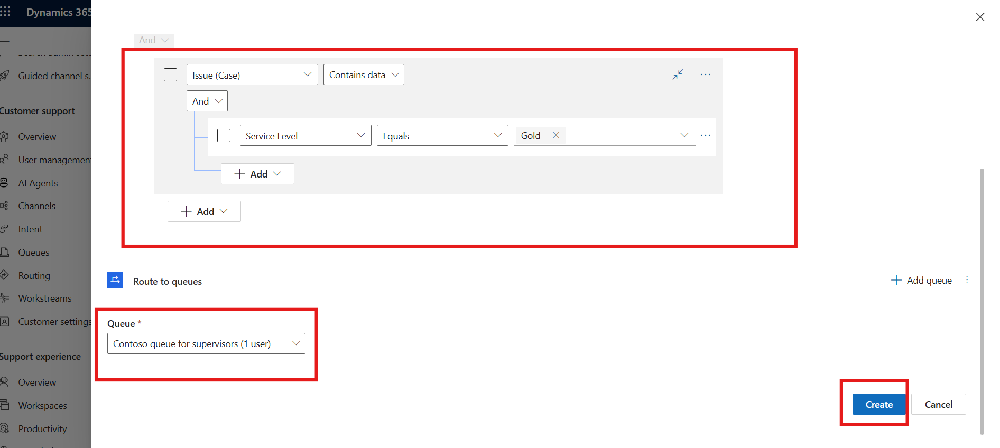 Dynamics 365
And
Guided channel s...
Issue (Case)
Contains data
And
Customer support
Service Level
Equals
Gold
Overview
User management
Add
AI Agents
Channels
Add
Intent
Queues
Routing
Route to queues
Add queue
Workstreams
Customer settings
Queue *
Contoso queue for supervisors (1 user)
Support experience
Overview
Workspaces
Create
Cancel
Productivity